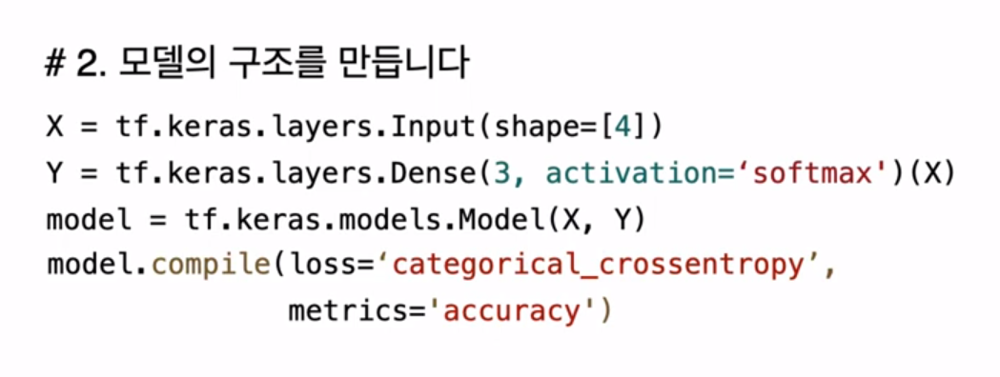 # 2. 모델의 구조를 만듭니다
X = tf.keras.layers.Input(shape=[4])
Y = tf.keras.layers.Dense(3, activation=‘softmax')(X)
model = tf.keras.models.Model(X, Y)
model.compile(loss=‘categorical_crossentropy’,
metrics='accuracy')